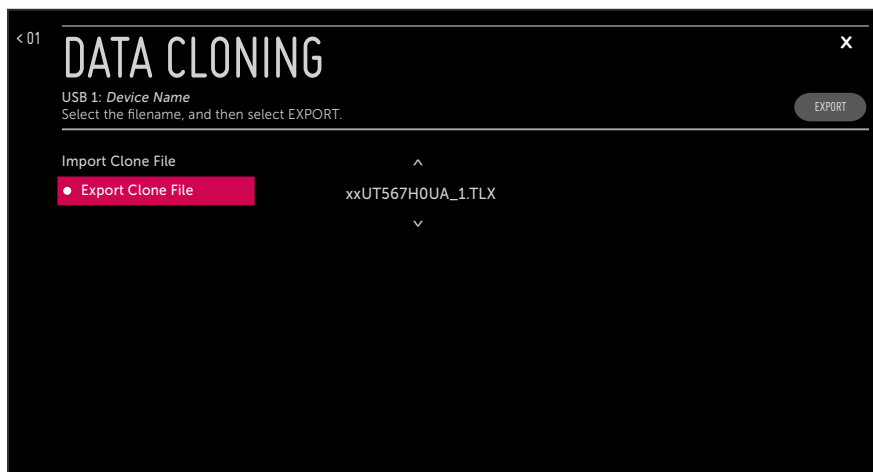 < 01
DATA CLONING
X
USB 1: Device Name
Select the filename, and then select EXPORT.
EXPORT
Import Clone File
Export Clone File
xxUT567H0UA_1.TLX